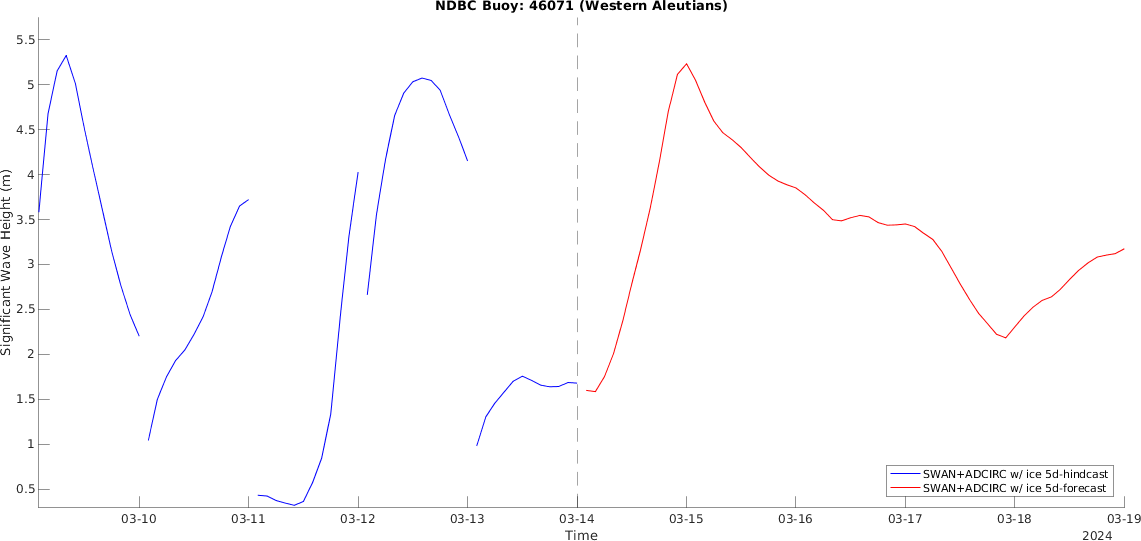 NDBC Buoy: 46071 (Western Aleutians)
5.5
5
4.5
4
3.5
3
2.5
2
1.5
1
0.5
Significant Wave Height (m)
SWAN+ADCIRC w/ ice 5d-hindcast
SWAN+ADCIRC w/ ice 5d-forecast
03-10 03-11 03-12 03-13 03-14 03-15 03-16 03-17 03-18 03-19
Time
2024